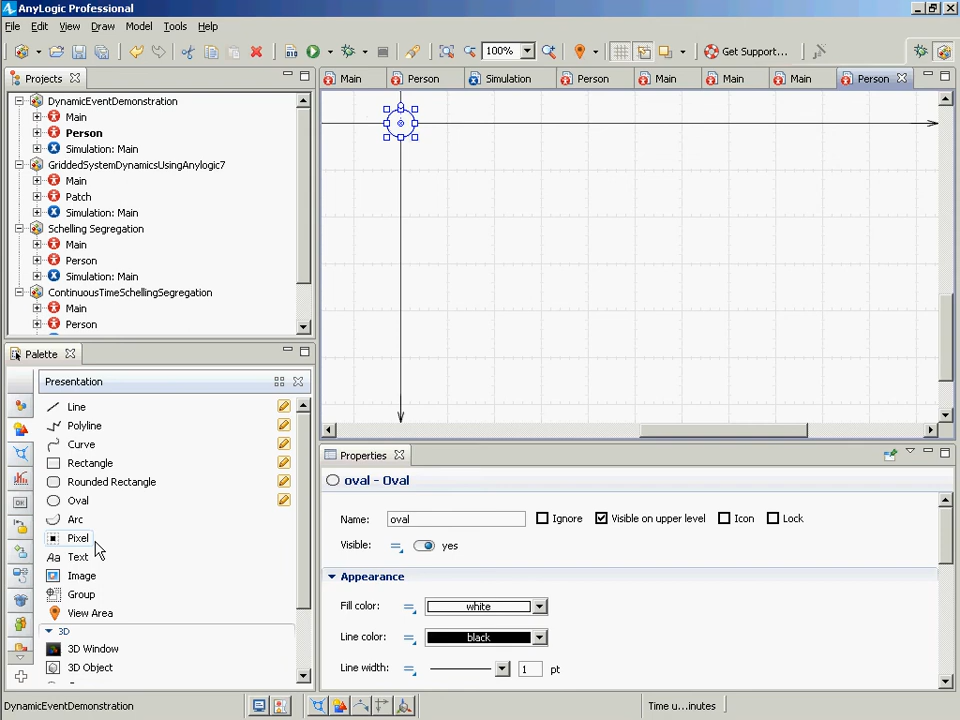 AnyLogic Professional
File Edit View Draw Model Tools Help
100% Get Support...
Projects
DynamicEventDemonstration
Main
Person
Simulation: Main
GriddedSystemDynamicsUsingAnylogic7
Main
Patch
Simulation: Main
Schelling Segregation
Main
Person
Simulation: Main
ContinuousTimeSchellingSegregation
Main
Person
Main Person Simulation Person Main Main Main Person
Palette
Presentation
Line
Polyline
Curve
Rectangle
Rounded Rectangle
Oval
Arc
Pixel
Aa Text
Image
Group
View Area
3D
3D Window
3D Object
Properties
oval - Oval
Name: oval Ignore Visible on upper level Icon Lock
Visible: yes
Appearance
Fill color: white
Line color: black
Line width: 1 pt
DynamicEventDemonstration
Time u...inutes